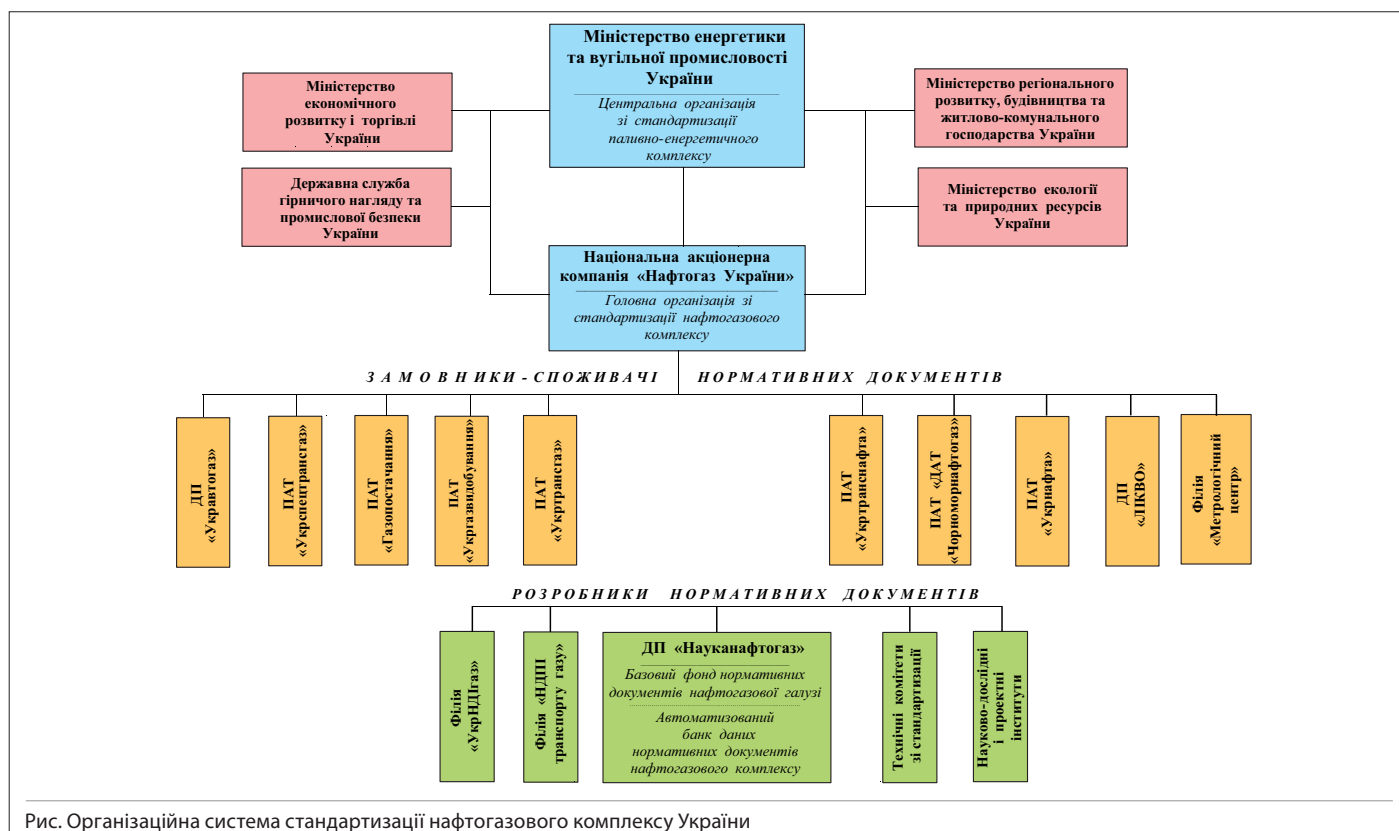 Міністерство енергетики
та вугільної промисловості
України
Центральна організація
зі стандартизації
паливно-енергетичного
комплексу
Міністерство
економічного
розвитку і торгівлі
України
Міністерство регіонального
розвитку, будівництва та
житлово-комунального
господарства України
Державна служба
гірничого нагляду та
промислової безпеки
України
Міністерство екології
та природних ресурсів
України
Національна акціонерна
компанія «Нафтогаз України»
Головна організація зі
стандартизації нафтогазового
комплексу
ЗАМОВНИКИ-СПОЖИВАЧІ НОРМАТИВНИХ ДОКУМЕНТІВ
ДП
«Укравтогаз»
ПАТ
«Укрспецтрансгаз»
ПАТ
«Газопостачання»
ПАТ
«Укргазвидобування»
ПАТ
«Укртрансгаз»
ПАТ
«Укртранснафта»
ПАТ «ДАТ
«Чорноморнафтогаз»
ПАТ
«Укрнафта»
ДП
«ЛІКВО»
Філія
«Метрологічний
центр»
РОЗРОБНИКИ НОРМАТИВНИХ ДОКУМЕНТІВ
Філія
«УкрНДІгаз»
Філія «НДПІ
транспорту газу»
ДП «Науканафтогаз»
Базовий фонд нормативних
документів нафтогазової галузі
Автоматизований
банк даних
нормативних документів
нафтогазового комплексу
Технічні комітети
зі стандартизації
Науково-дослідні
і проектні
інститути
Рис. Організаційна система стандартизації нафтогазового комплексу України